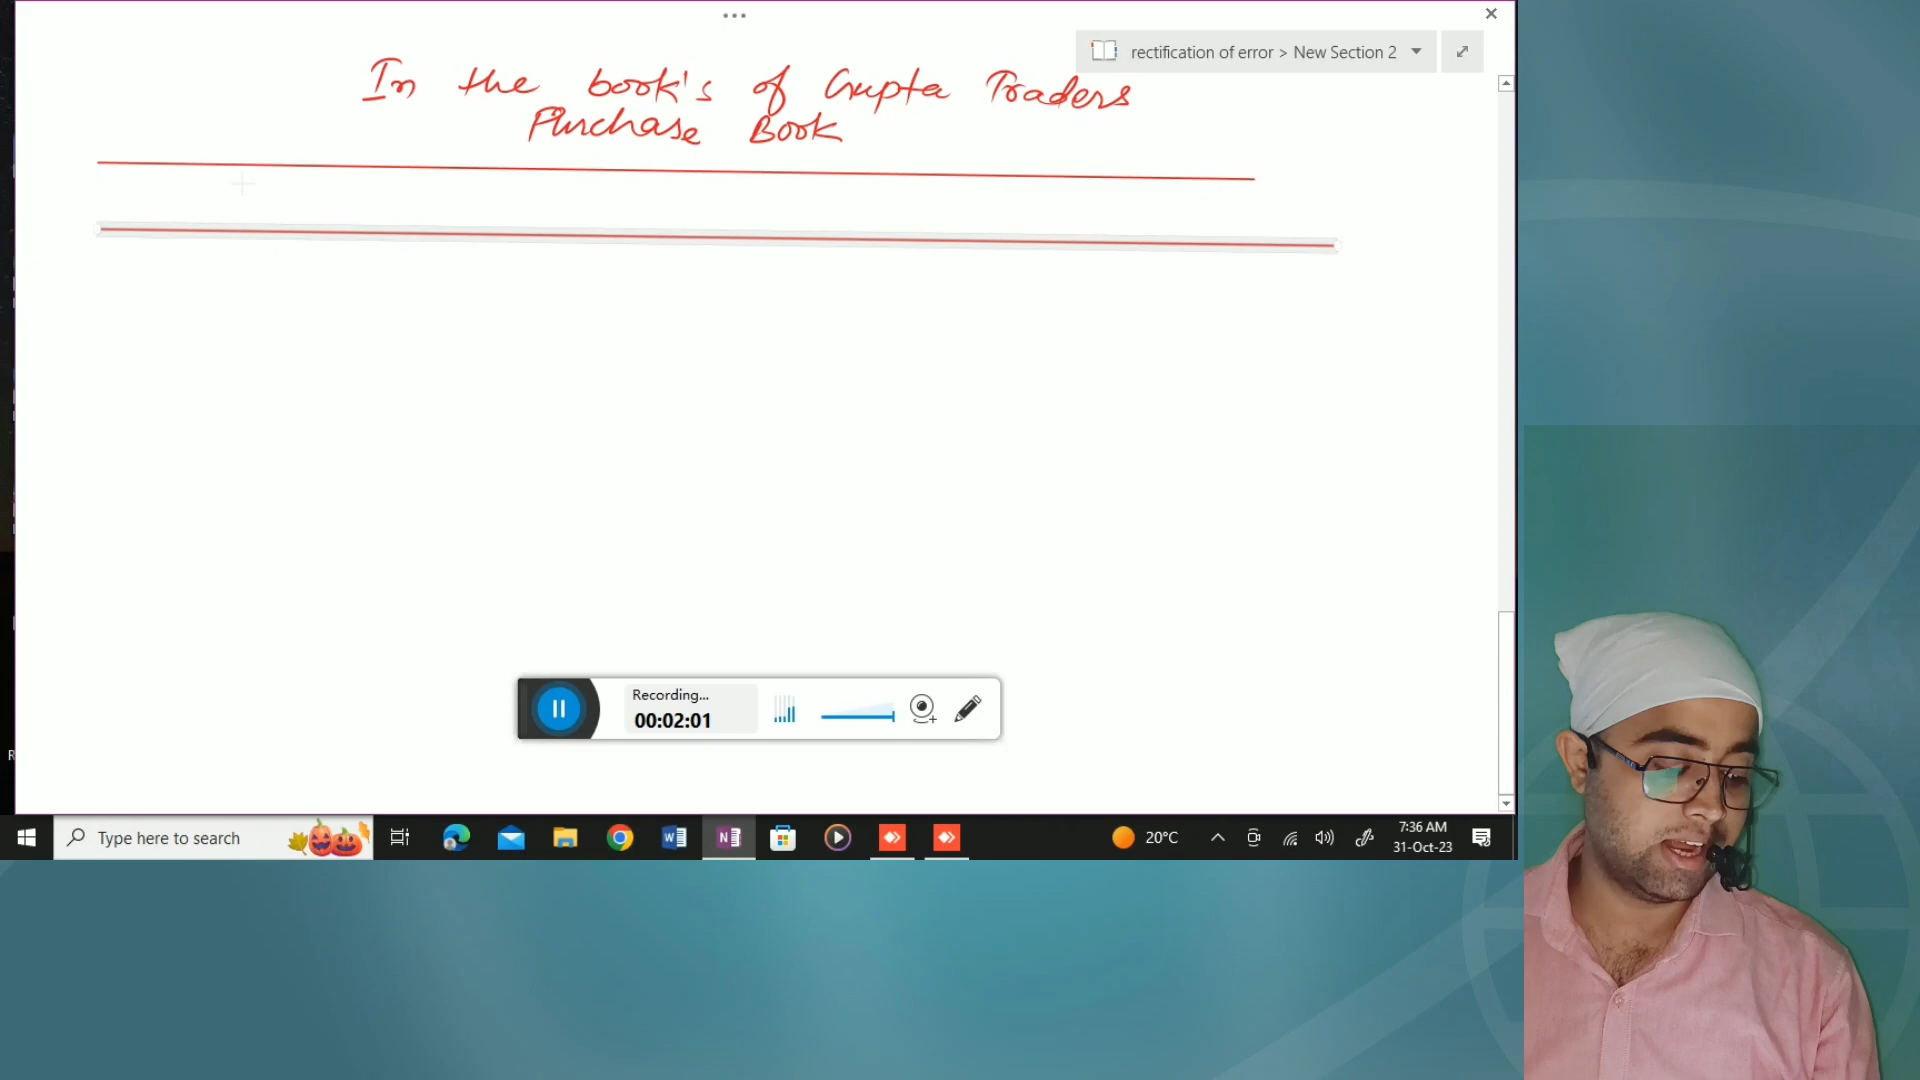 rectification of error > New Section 2
In the book's of Gupta Traders
Purchase Book
Recording...
00:02:01
R
Type here to search
20°C
7:36 AM
31-Oct-23